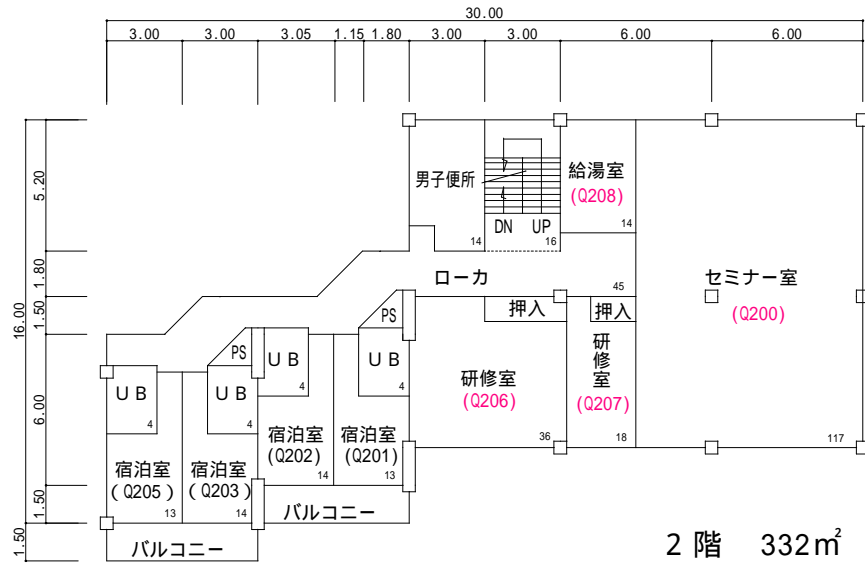 30.00
3.00 3.00 3.05 1.15 1.80 3.00 3.00 6.00 6.00
16.00
5.20
1.80
1.50
6.00
1.50
1.50
男子便所
14
DN UP
16
給湯室
(Q208)
14
ローカ
45
セミナー室
(Q200)
117
押入
押入
研修室
(Q206)
36
研修室
(Q207)
18
PS
PS
UB
4
UB
4
UB
4
UB
4
宿泊室
(Q205)
13
宿泊室
(Q203)
14
宿泊室
(Q202)
14
宿泊室
(Q201)
13
バルコニー
バルコニー
2階 332㎡